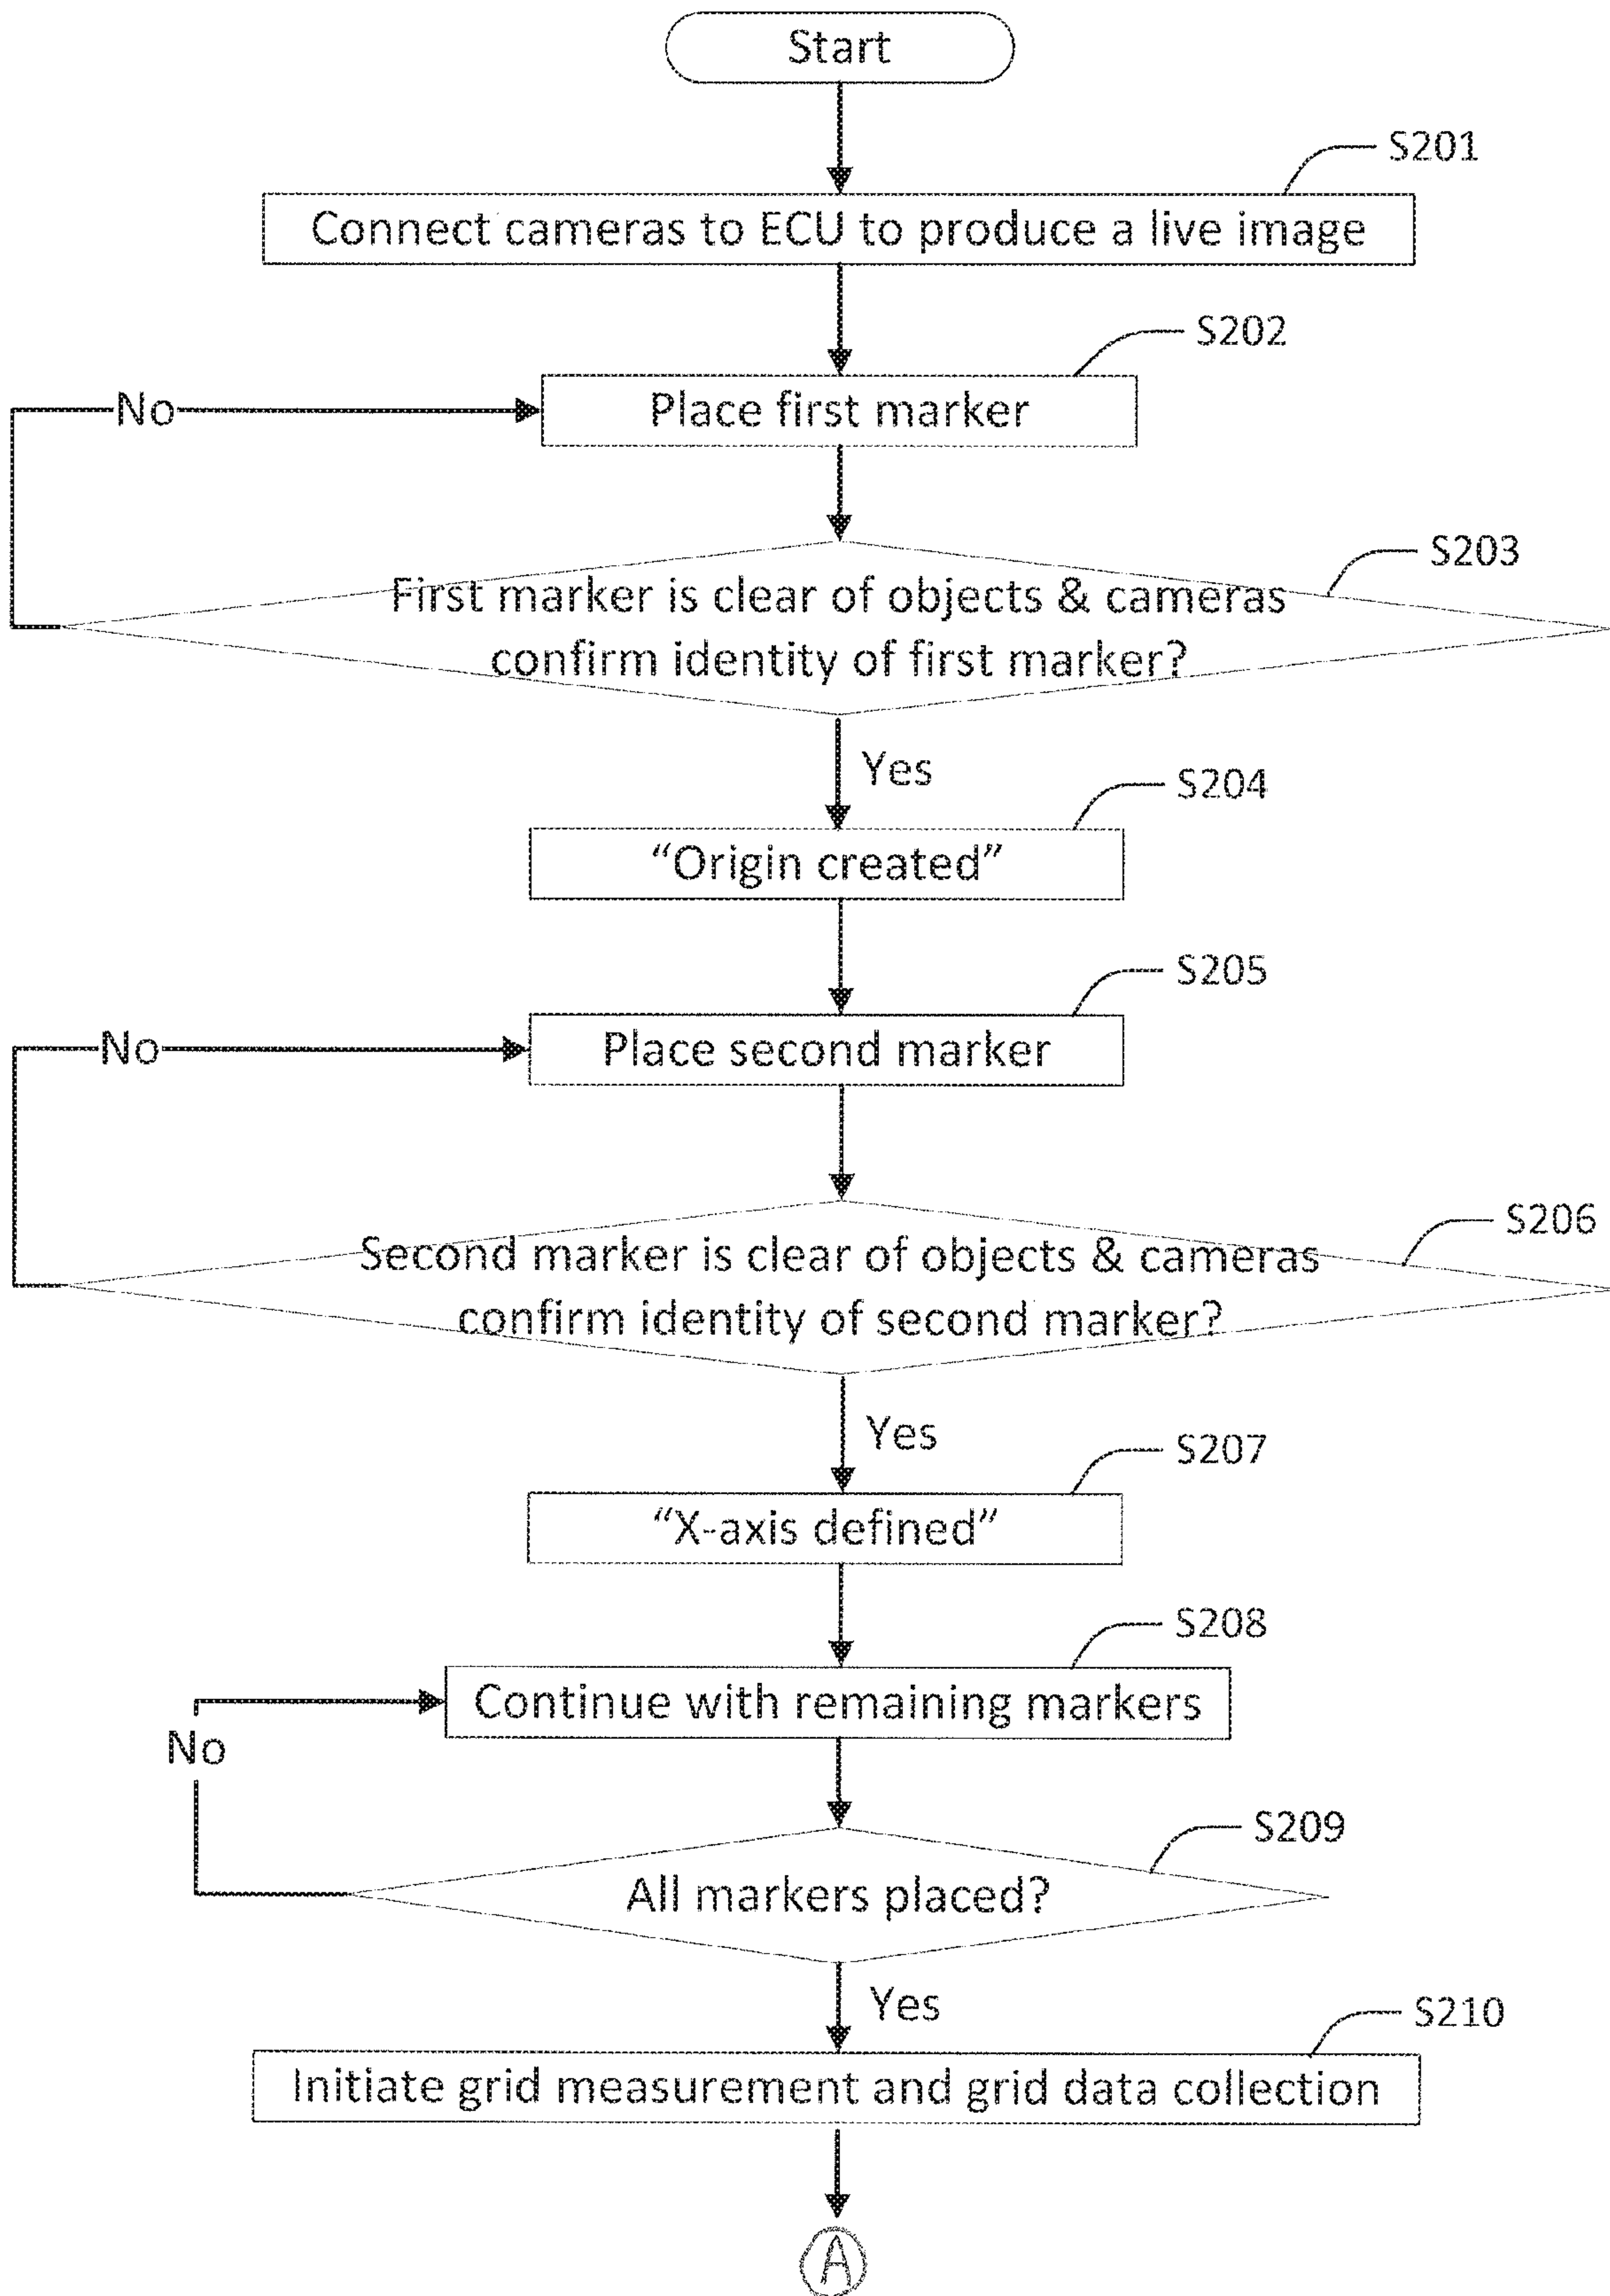 Start
S201
Connect cameras to ECU to produce a live image
S202
No
Place first marker
S203
First marker is clear of objects & cameras
confirm identity of first marker?
Yes
S204
“Origin created”
S205
No
Place second marker
S206
Second marker is clear of objects & cameras
confirm identity of second marker?
Yes
S207
“X-axis defined”
S208
Continue with remaining markers
No
S209
All markers placed?
Yes
S210
Initiate grid measurement and grid data collection
A